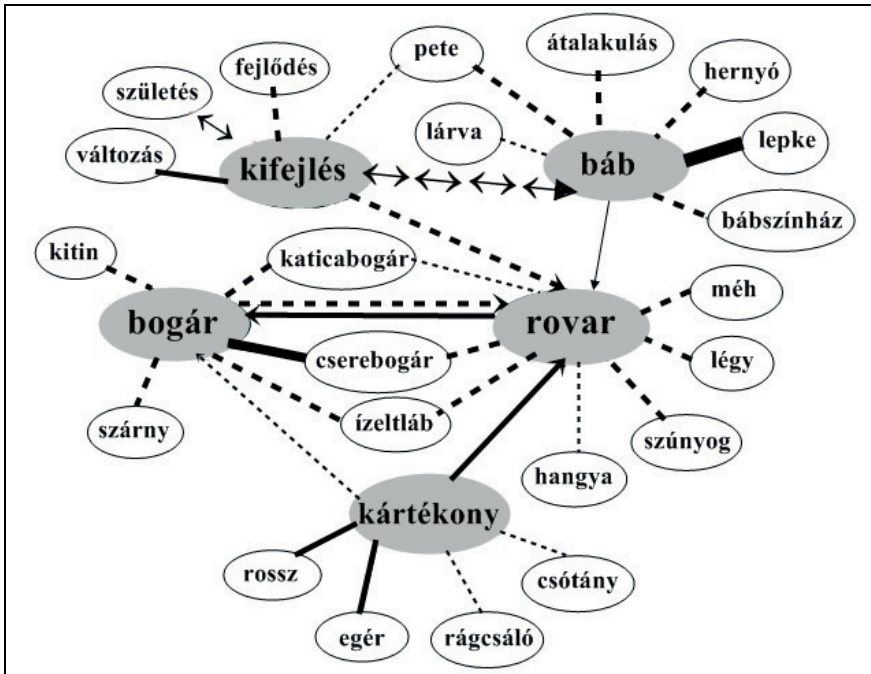 átalakulás
pete
fejlődés
hernyó
születés
lárva
lepke
változás
kifejlés
báb
bábszínház
kitin
katicabogár
méh
bogár
rovar
cserebogár
légy
ízeltláb
szárny
szúnyog
hangya
kártékony
rossz
csótány
egér
rágcsáló